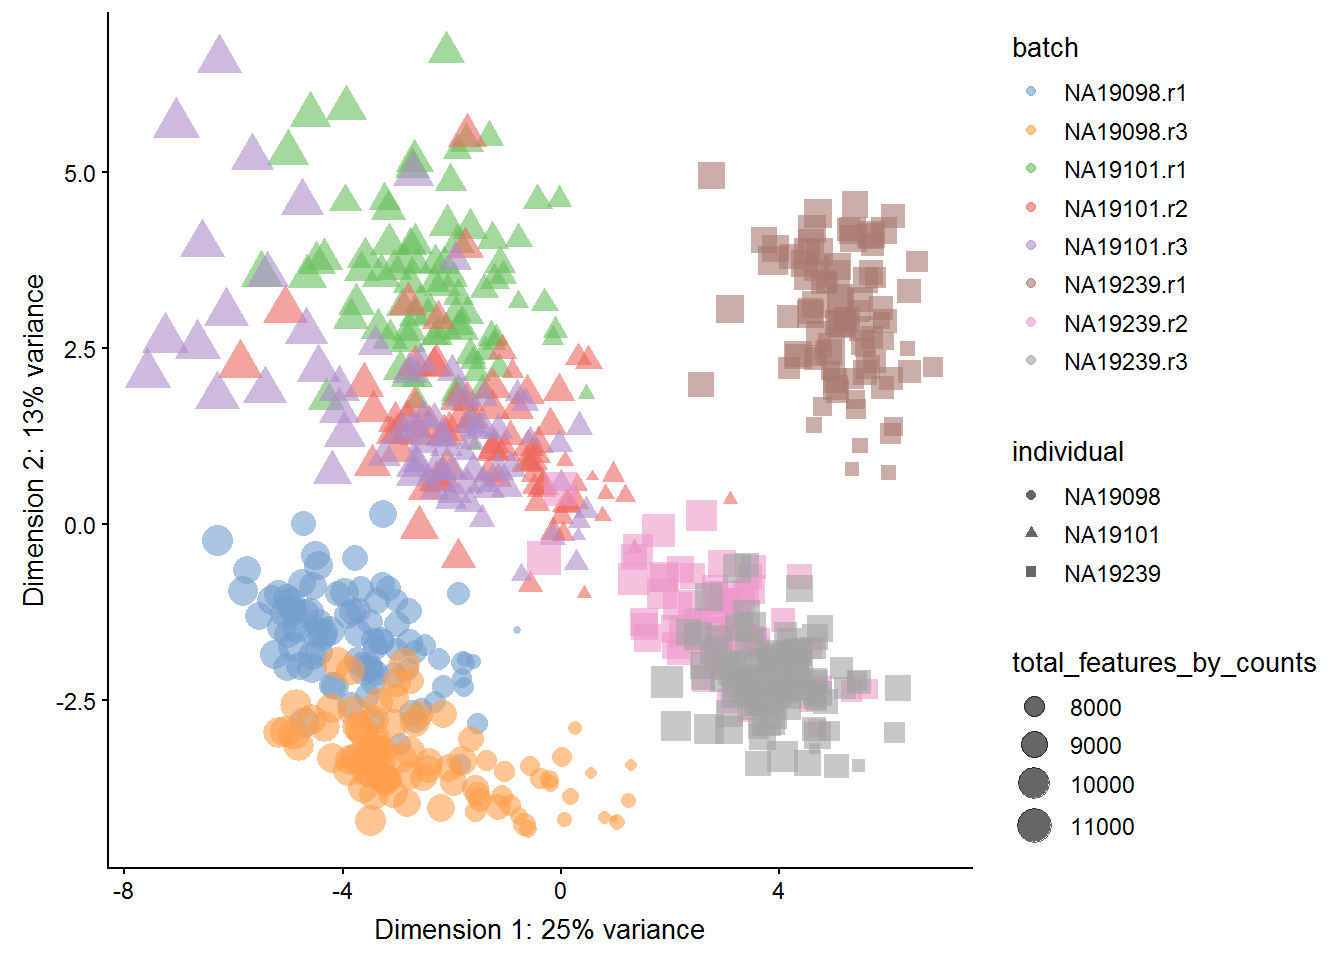 batch
NA19098.r1
NA19098.r3
NA19101.r1
NA19101.r2
NA19101.r3
NA19239.r1
NA19239.r2
NA19239.r3
individual
NA19098
NA19101
NA19239
total_features_by_counts
8000
9000
10000
11000
Dimension 2: 13% variance
5.0
2.5
0.0
-2.5
-8
-4
0
4
Dimension 1: 25% variance